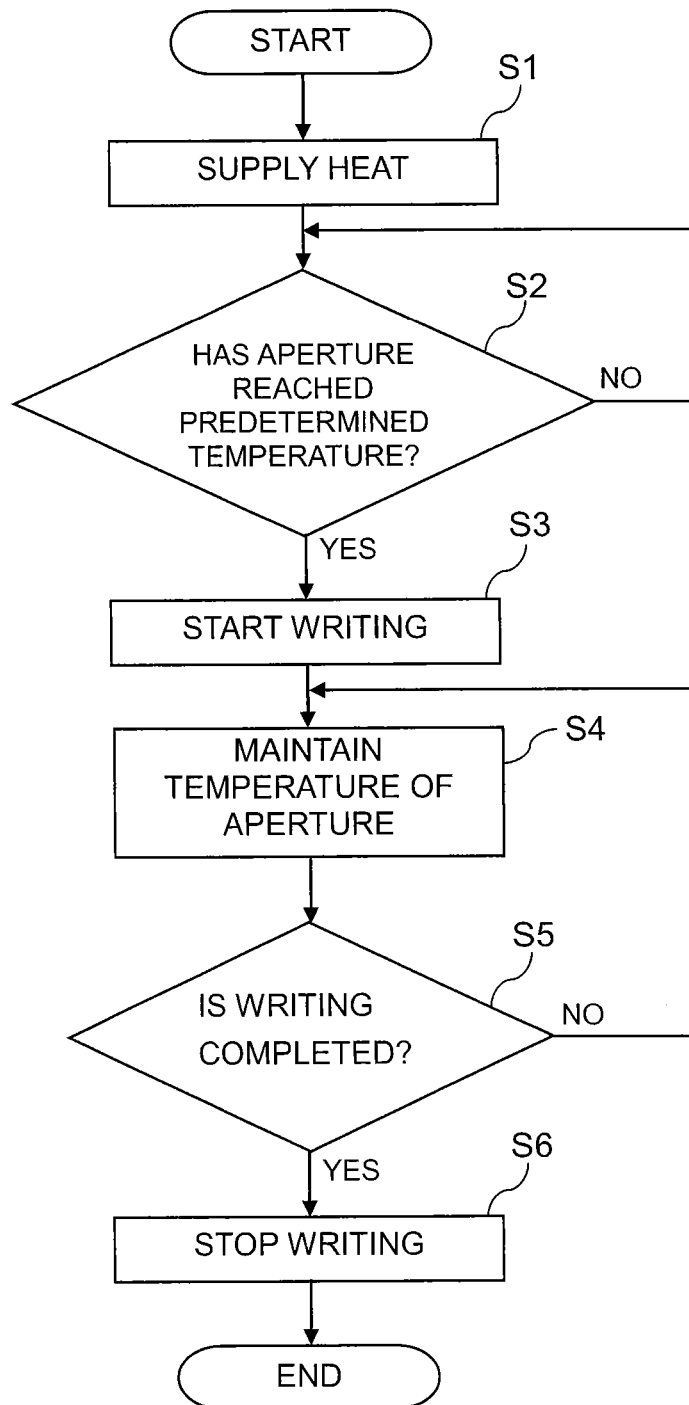 START
S1
SUPPLY HEAT
S2
HAS APERTURE
REACHED
PREDETERMINED
TEMPERATURE?
NO
YES
S3
START WRITING
S4
MAINTAIN
TEMPERATURE OF
APERTURE
S5
IS WRITING
COMPLETED?
NO
YES
S6
STOP WRITING
END